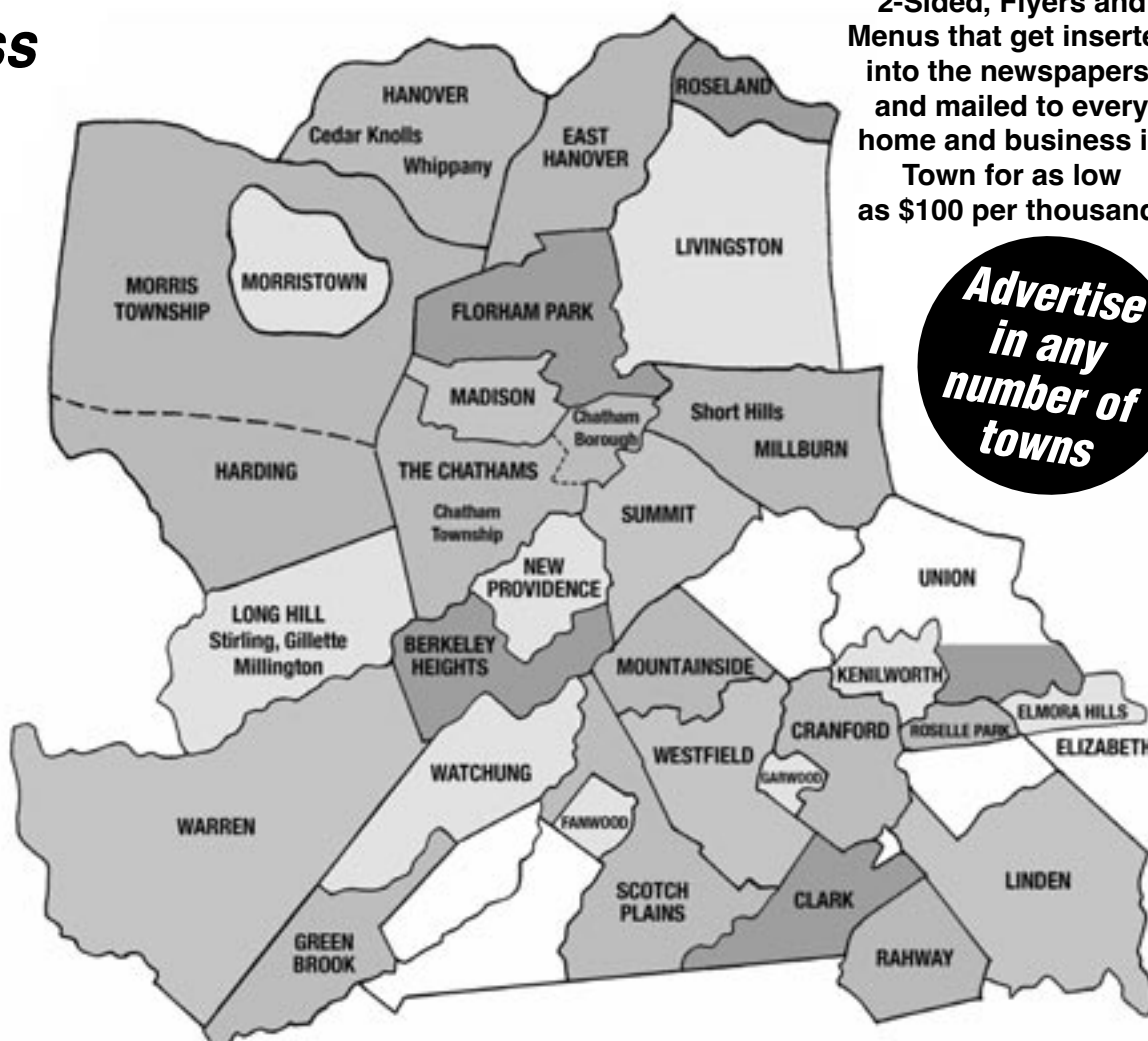 ss
2-Sided, Flyers and
Menus that get inserte
into the newspapers
and mailed to every
home and business i
Town for as low
as $100 per thousand
Advertise
in any
number of
towns
HANOVER
Cedar Knolls
Whippany
EAST
HANOVER
ROSELAND
LIVINGSTON
MORRIS
TOWNSHIP
MORRISTOWN
FLORHAM PARK
MADISON
Chatham
Borough
Short Hills
MILLBURN
HARDING
THE CHATHAMS
Chatham
Township
SUMMIT
NEW
PROVIDENCE
UNION
LONG HILL
Stirling, Gillette
Millington
BERKELEY
HEIGHTS
MOUNTAINSIDE
KENILWORTH
ELMORA HILLS
ROSELLE PARK
CRANFORD
ELIZABETH
WESTFIELD
GARWOOD
WATCHUNG
WARREN
FANWOOD
SCOTCH
PLAINS
CLARK
LINDEN
GREEN
BROOK
RAHWAY